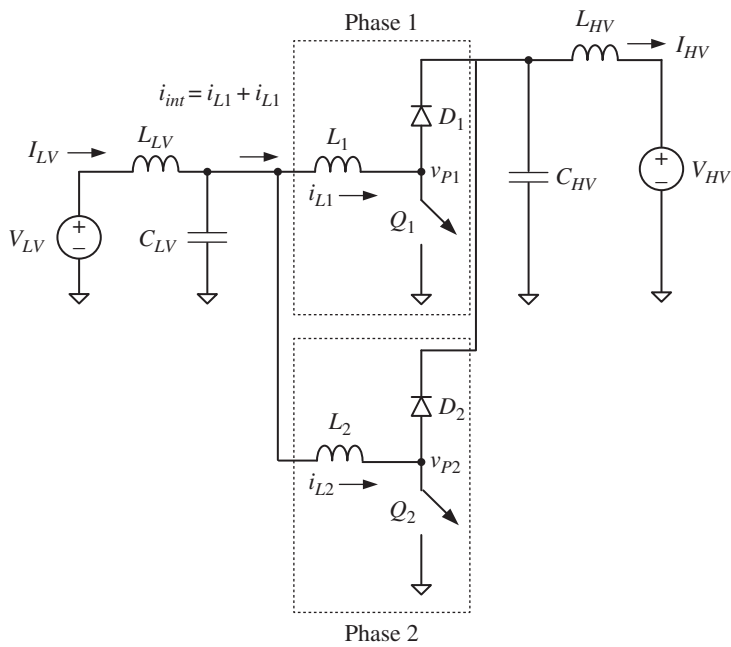 Phase 1
L_HV
I_HV
i_int = i_L1 + i_L1
D_1
L_LV
L_1
I_LV
v_P1
+
−
V_HV
C_HV
i_L1
Q_1
+
−
V_LV
C_LV
D_2
L_2
v_P2
i_L2
Q_2
Phase 2